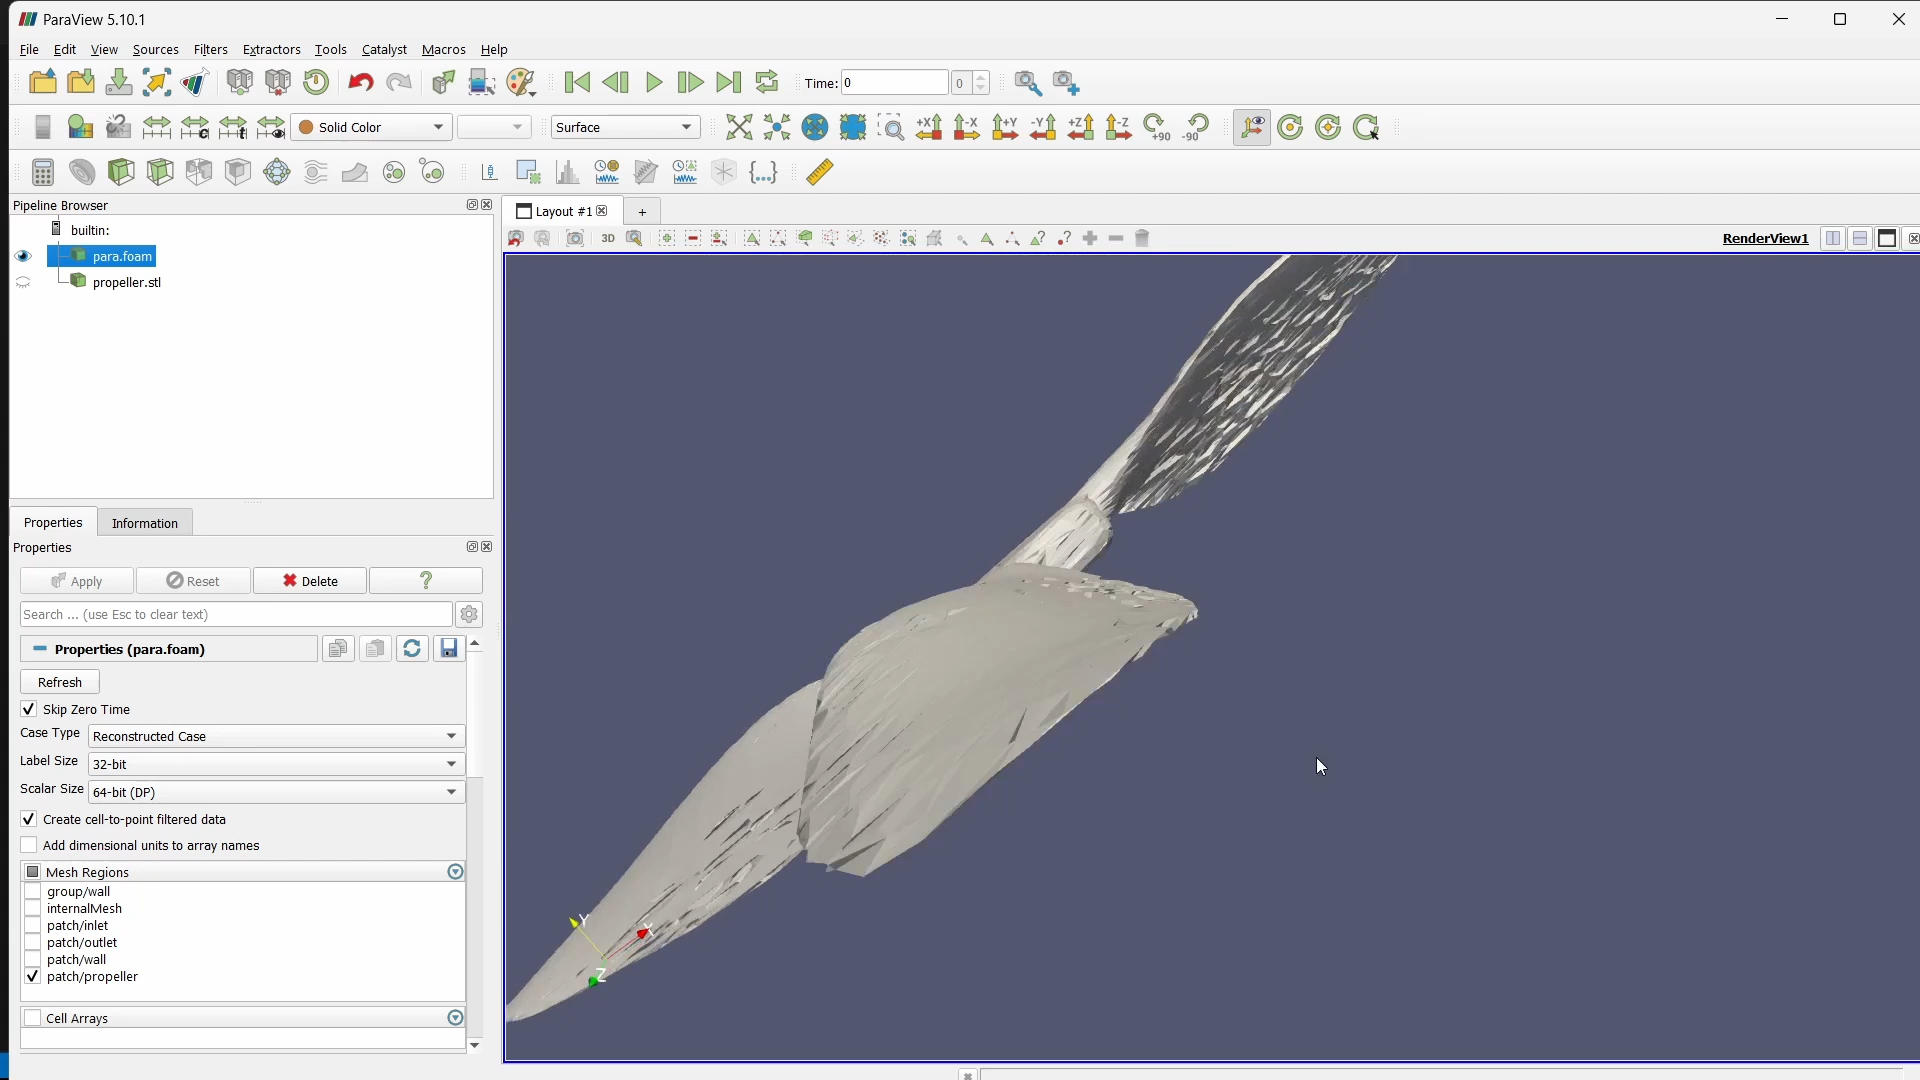 ParaView 5.10.1
File Edit View Sources Filters Extractors Tools Catalyst Macros Help
Time: 0 0
Solid Color Surface +X -X +Y -Y +Z -Z +90 -90
Pipeline Browser
Layout #1 +
builtin:
3D RenderView1
para.foam
propeller.stl
Properties Information
Properties
Apply Reset Delete ?
Search ... (use Esc to clear text)
Properties (para.foam)
Refresh
Skip Zero Time
Case Type Reconstructed Case
Label Size 32-bit
Scalar Size 64-bit (DP)
Create cell-to-point filtered data
Add dimensional units to array names
Mesh Regions
group/wall
internalMesh
patch/inlet
patch/outlet
patch/wall
patch/propeller
Cell Arrays
Y
X
Z